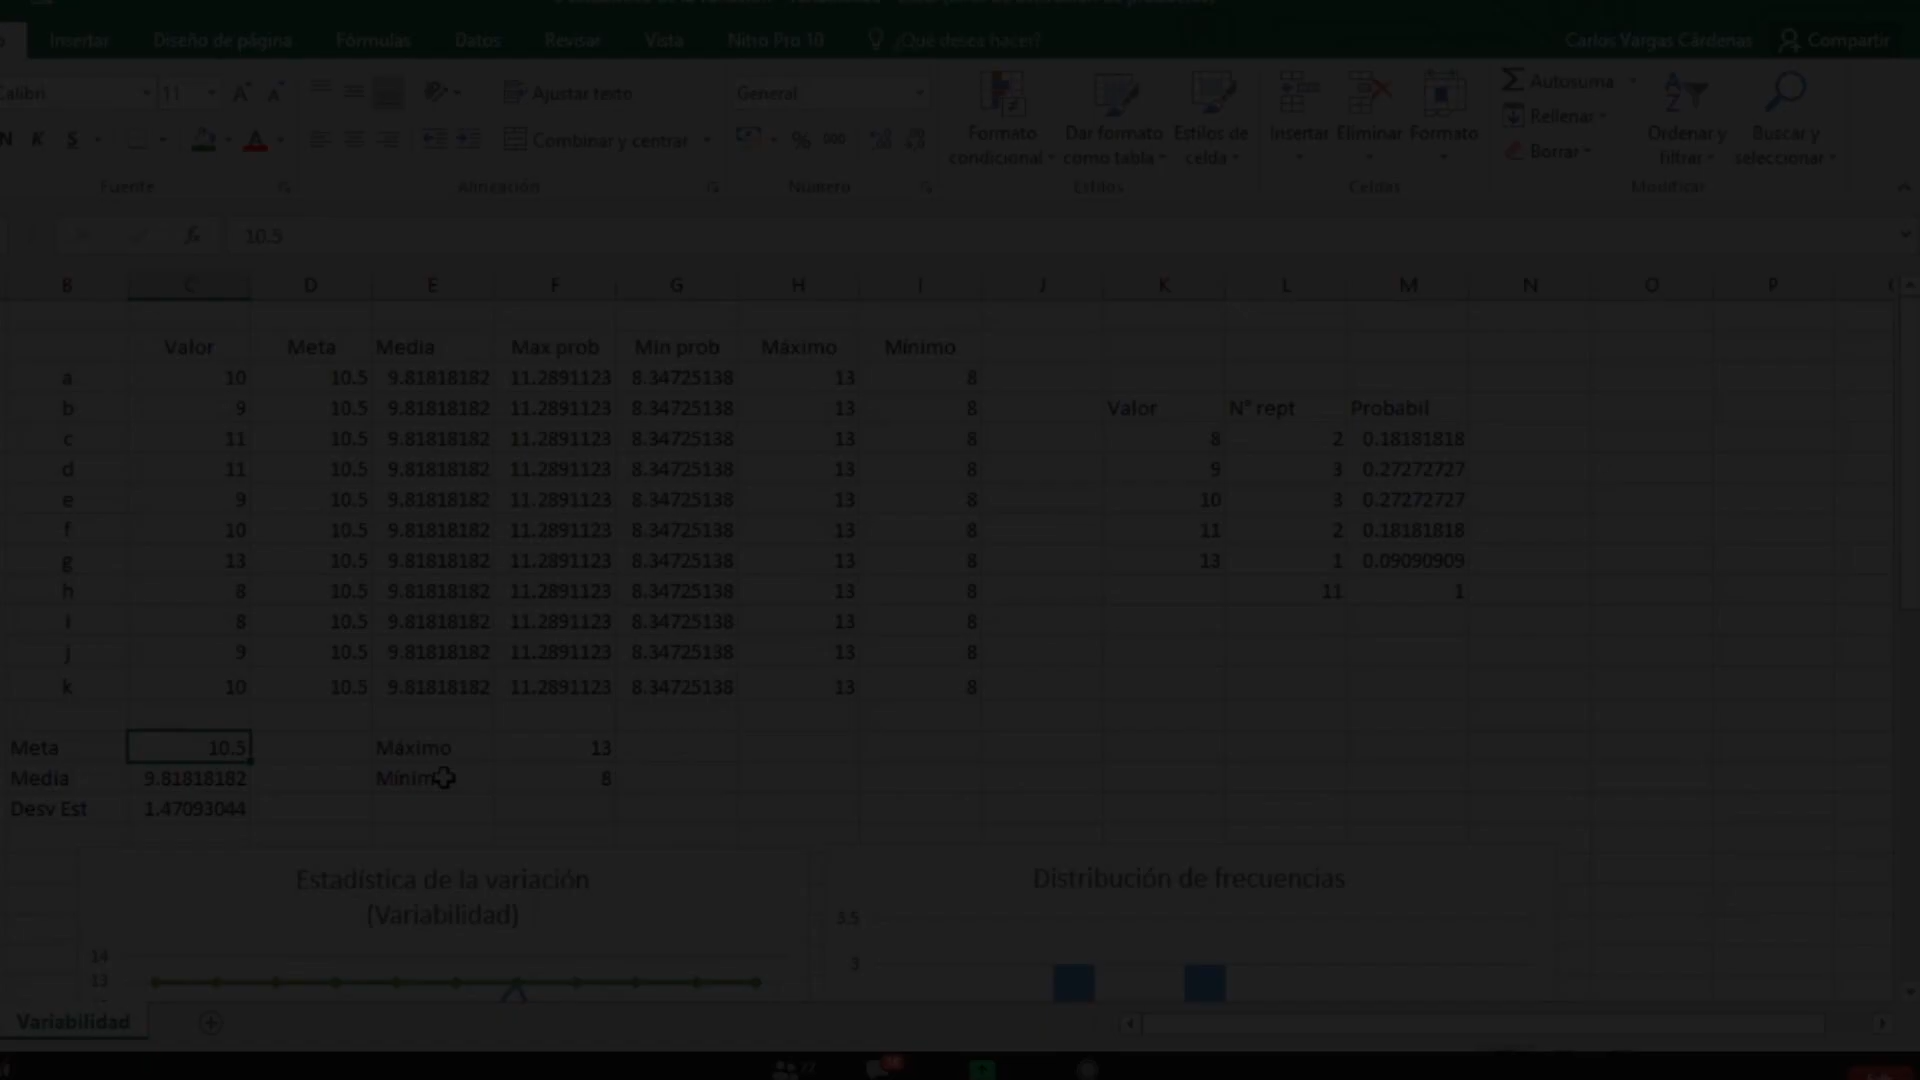 Insertar Diseño de página Fórmulas Datos Revisar Vista Nitro Pro 10 ¿Qué desea hacer? Carlos Vargas Cárdenas Compartir
Calibri 11 Ajustar texto General Autosuma
N K S Combinar y centrar % 000 Formato condicional Dar formato como tabla Estilos de celda Insertar Eliminar Formato Rellenar Borrar Ordenar y filtrar Buscar y seleccionar
Fuente Alineación Número Estilos Celdas Modificar
fx 10.5
B C D E F G H I J K L M N O P
Valor Meta Media Max prob Min prob Máximo Mínimo
a 10 10.5 9.81818182 11.2891123 8.34725138 13 8
b 9 10.5 9.81818182 11.2891123 8.34725138 13 8 Valor N° rept Probabil
c 11 10.5 9.81818182 11.2891123 8.34725138 13 8 8 2 0.18181818
d 11 10.5 9.81818182 11.2891123 8.34725138 13 8 9 3 0.27272727
e 9 10.5 9.81818182 11.2891123 8.34725138 13 8 10 3 0.27272727
f 10 10.5 9.81818182 11.2891123 8.34725138 13 8 11 2 0.18181818
g 13 10.5 9.81818182 11.2891123 8.34725138 13 8 13 1 0.09090909
h 8 10.5 9.81818182 11.2891123 8.34725138 13 8 11 1
i 8 10.5 9.81818182 11.2891123 8.34725138 13 8
j 9 10.5 9.81818182 11.2891123 8.34725138 13 8
k 10 10.5 9.81818182 11.2891123 8.34725138 13 8
Meta 10.5 Máximo 13
Media 9.81818182 Mínim 8
Desv Est 1.47093044
Estadística de la variación
(Variabilidad)
14
13
Distribución de frecuencias
3.5
3
Variabilidad